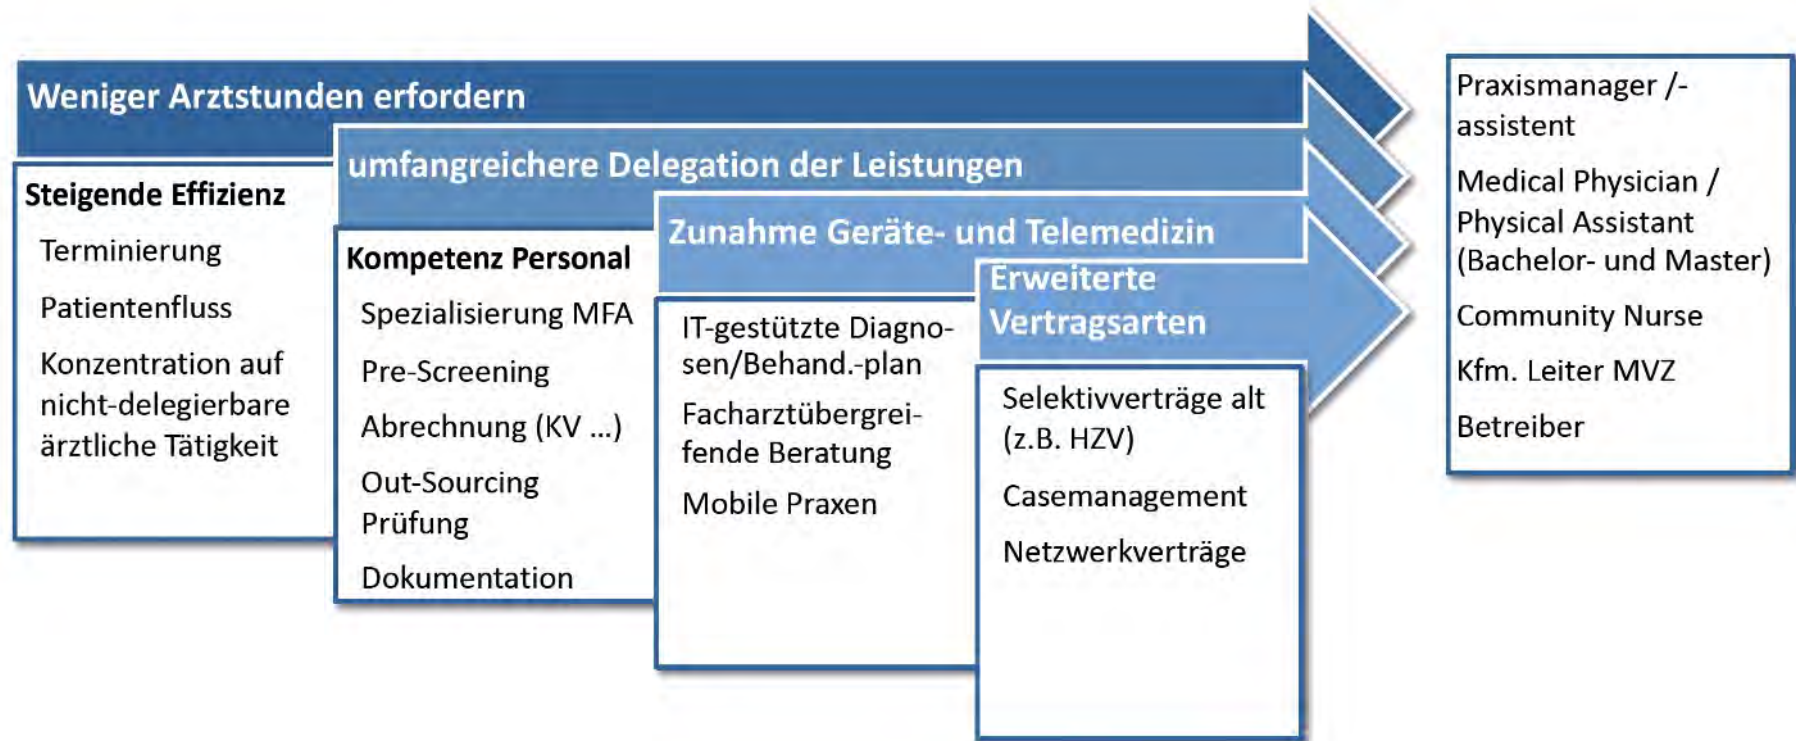 Weniger Arztstunden erfordern
Steigende Effizienz
Terminierung
Patientenfluss
Konzentration auf
nicht-delegierbare
ärztliche Tätigkeit
umfangreichere Delegation der Leistungen
Kompetenz Personal
Spezialisierung MFA
Pre-Screening
Abrechnung (KV ...)
Out-Sourcing
Prüfung
Dokumentation
Zunahme Geräte- und Telemedizin
IT-gestützte Diagno-
sen/Behand.-plan
Facharztübergrei-
fende Beratung
Mobile Praxen
Erweiterte
Vertragsarten
Selektivverträge alt
(z.B. HZV)
Casemanagement
Netzwerkverträge
Praxismanager /-
assistent
Medical Physician /
Physical Assistant
(Bachelor- und Master)
Community Nurse
Kfm. Leiter MVZ
Betreiber